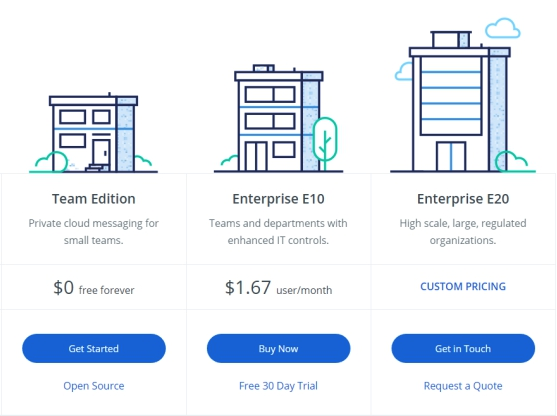 Team Edition
Private cloud messaging for
small teams.
$0 free forever
Get Started
Open Source
Enterprise E10
Teams and departments with
enhanced IT controls.
$1.67 user/month
Buy Now
Free 30 Day Trial
Enterprise E20
High scale, large, regulated
organizations.
CUSTOM PRICING
Get in Touch
Request a Quote